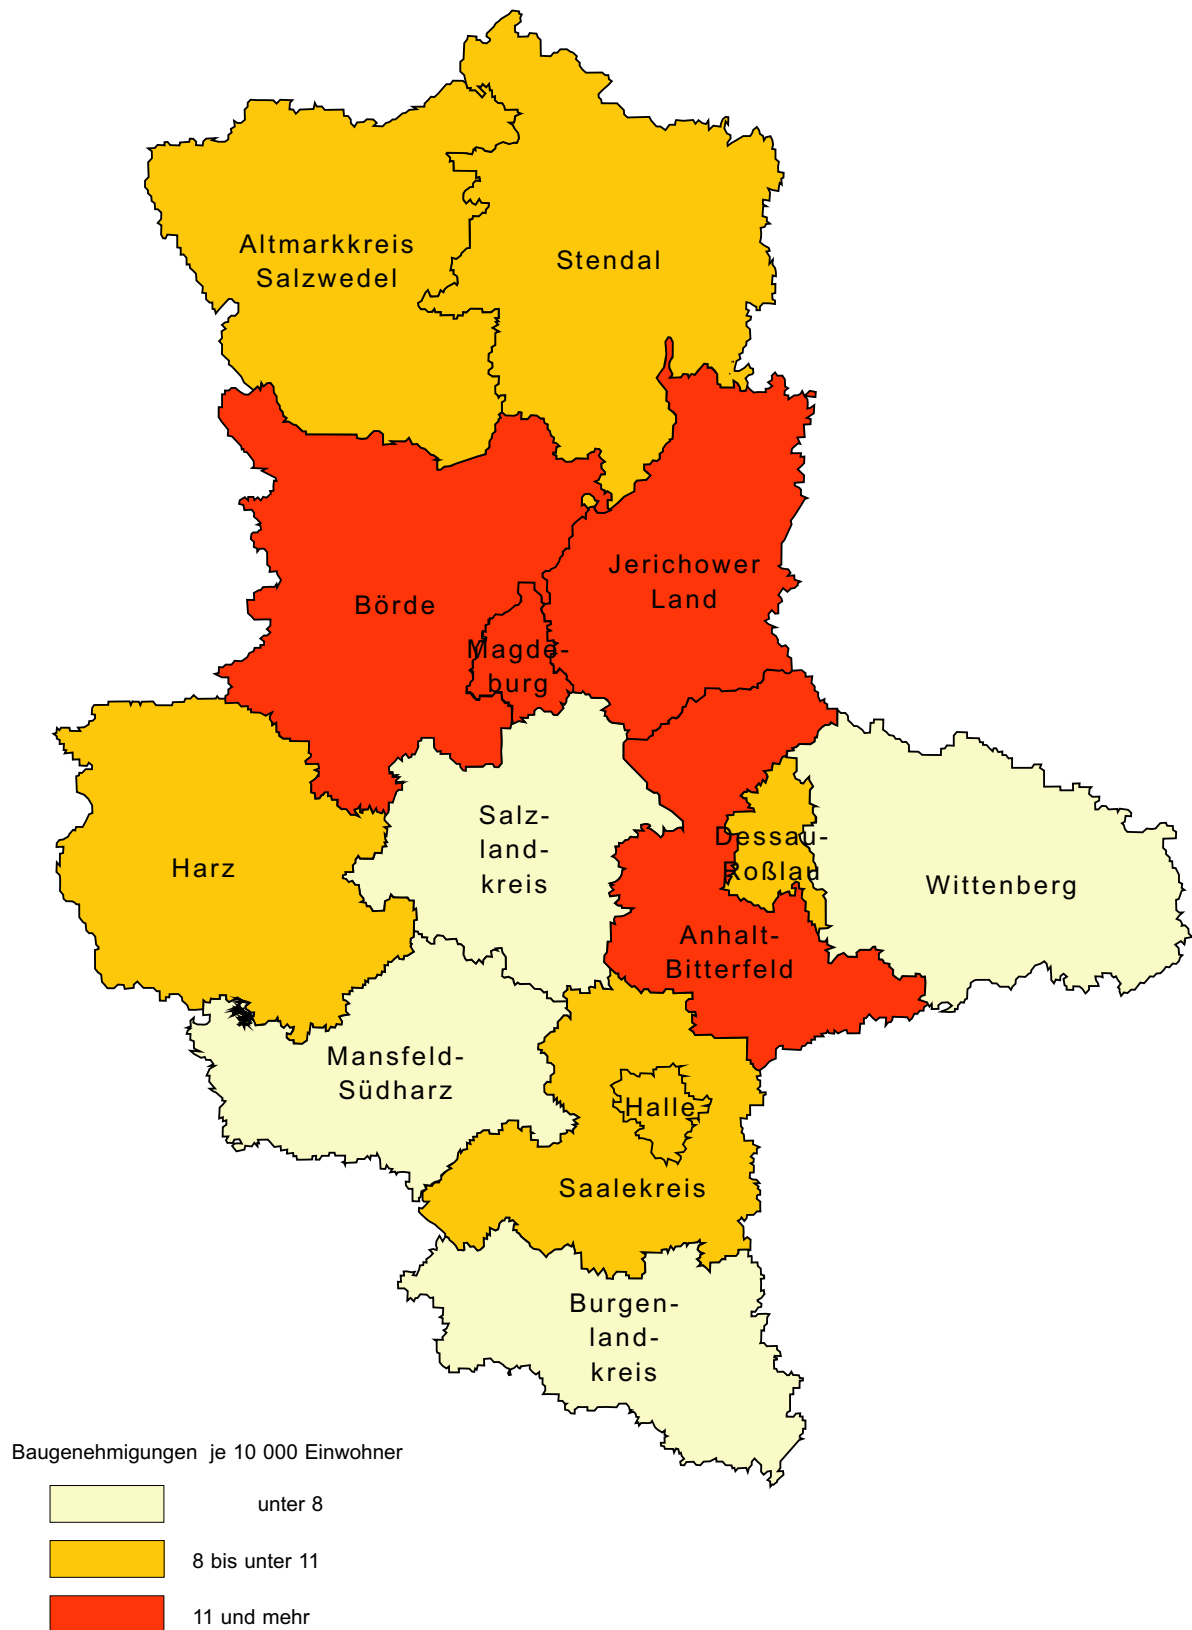 Altmarkkreis
Salzwedel
Stendal
Jerichower
Land
Börde
Magde-
burg
Salz-
land-
kreis
Dessau-
Roßlau
Harz
Wittenberg
Anhalt-
Bitterfeld
Mansfeld-
Südharz
Halle
Saalekreis
Burgen-
land-
kreis
Baugenehmigungen je 10 000 Einwohner
unter 8
8 bis unter 11
11 und mehr